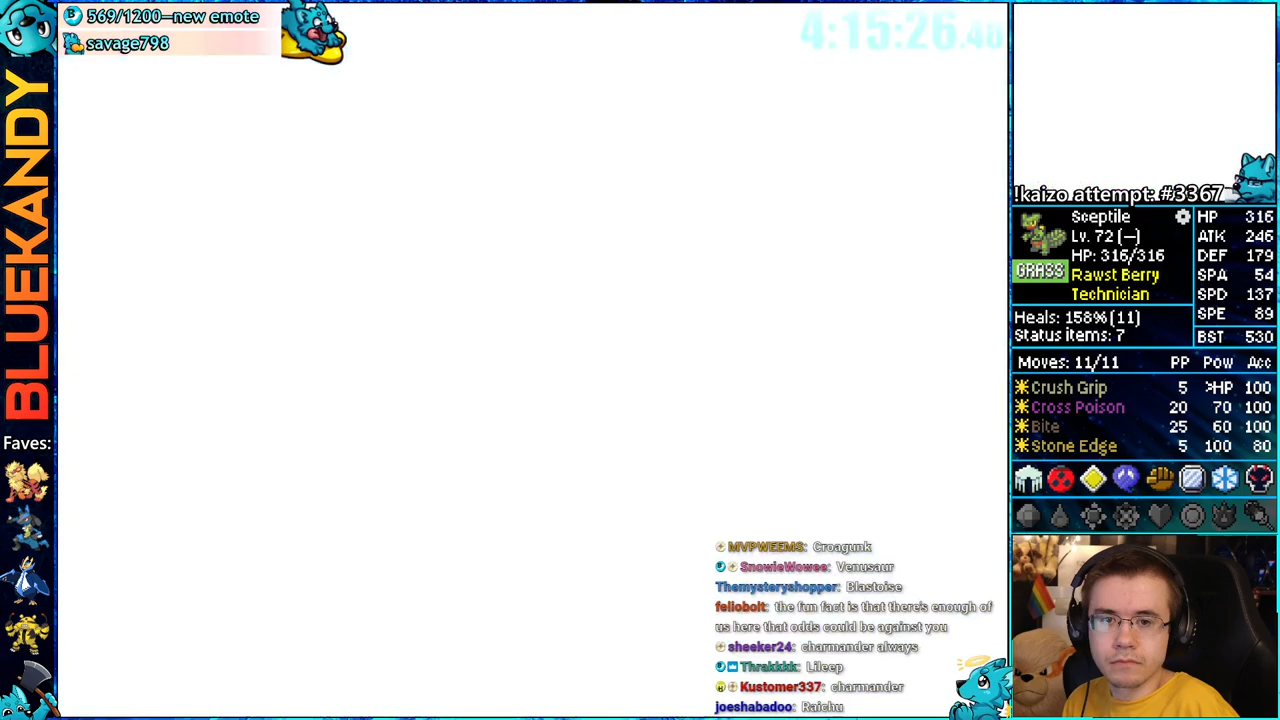 569/1200—new emote
savage798
4:15:26.40
BLUEKANDY
!kaizo attempt: #3367
Sceptile
Lv. 72 (—)
HP: 316/316
GRASS
Rawst Berry
Technician
Heals: 158% (11)
Status items: 7
HP 316
ATK 246
DEF 179
SPA 54
SPD 137
SPE 89
BST 530
Moves: 11/11 PP Pow Acc
Crush Grip 5 >HP 100
Cross Poison 20 70 100
Bite 25 60 100
Stone Edge 5 100 80
Faves:
MVPWEEMS: Croagunk
SnowieWowee: Venusaur
Themysteryshopper: Blastoise
feliobolt: the fun fact is that there's enough of
us here that odds could be against you
sheeker24: charmander always
Thrakkkk: Lileep
Kustomer337: charmander
joeshabadoo: Raichu